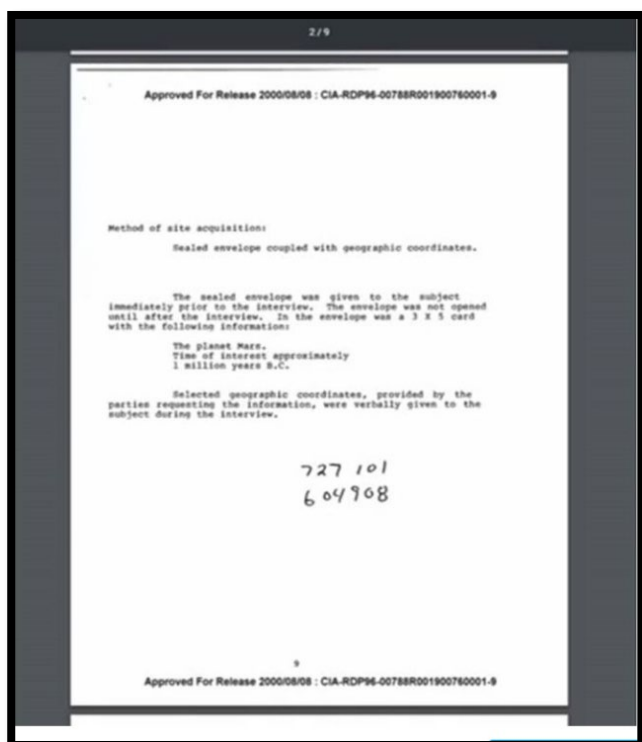 2/9
Approved For Release 2000/08/08 : CIA-RDP96-00788R001900760001-9
Method of site acquisition:
Sealed envelope coupled with geographic coordinates.
The sealed envelope was given to the subject
immediately prior to the interview. The envelope was not opened
until after the interview. In the envelope was a 3 X 5 card
with the following information:
The planet Mars.
Time of interest approximately
1 million years B.C.
Selected geographic coordinates, provided by the
parties requesting the information, were verbally given to the
subject during the interview.
727 101
604908
9
Approved For Release 2000/08/08 : CIA-RDP96-00788R001900760001-9